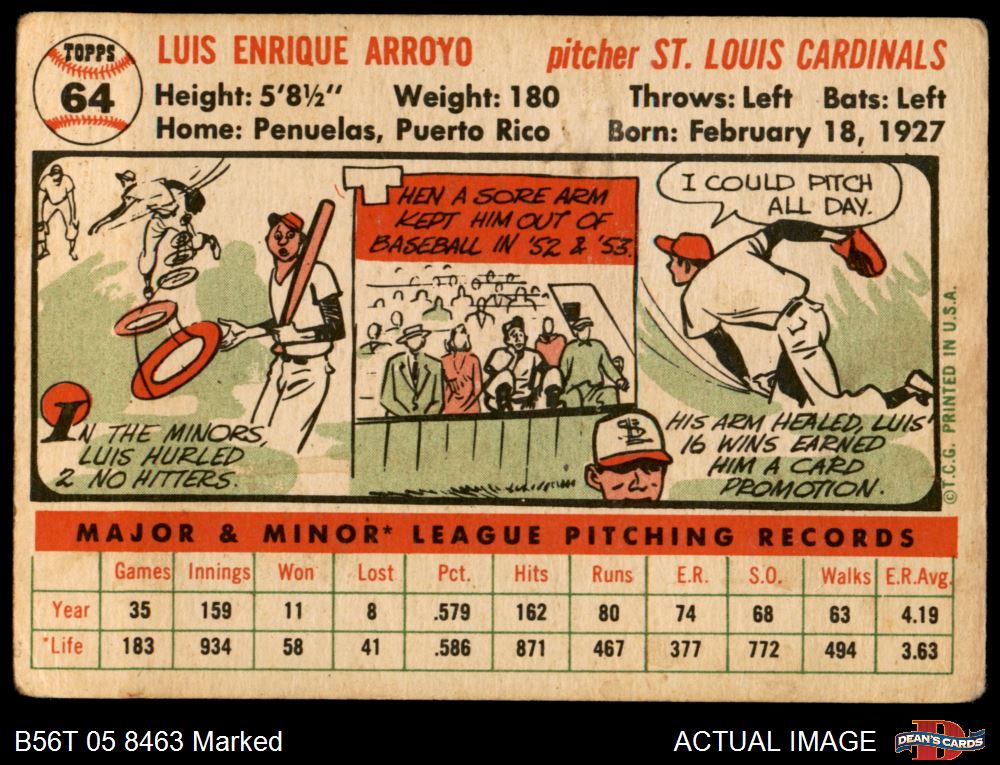 TOPPS
64
LUIS ENRIQUE ARROYO pitcher ST. LOUIS CARDINALS
Height: 5'8½" Weight: 180 Throws: Left Bats: Left
Home: Penuelas, Puerto Rico Born: February 18, 1927
IN THE MINORS,
LUIS HURLED
2 NO HITTERS.
THEN A SORE ARM
KEPT HIM OUT OF
BASEBALL IN '52 & '53.
I COULD PITCH
ALL DAY.
HIS ARM HEALED, LUIS'
16 WINS EARNED
HIM A CARD
PROMOTION.
©T.C.G. PRINTED IN U.S.A.
MAJOR & MINOR* LEAGUE PITCHING RECORDS
Games Innings Won Lost Pct. Hits Runs E.R. S.O. Walks E.R.Avg.
Year 35 159 11 8 .579 162 80 74 68 63 4.19
*Life 183 934 58 41 .586 871 467 377 772 494 3.63
B56T 05 8463 Marked ACTUAL IMAGE
DEAN'S CARDS